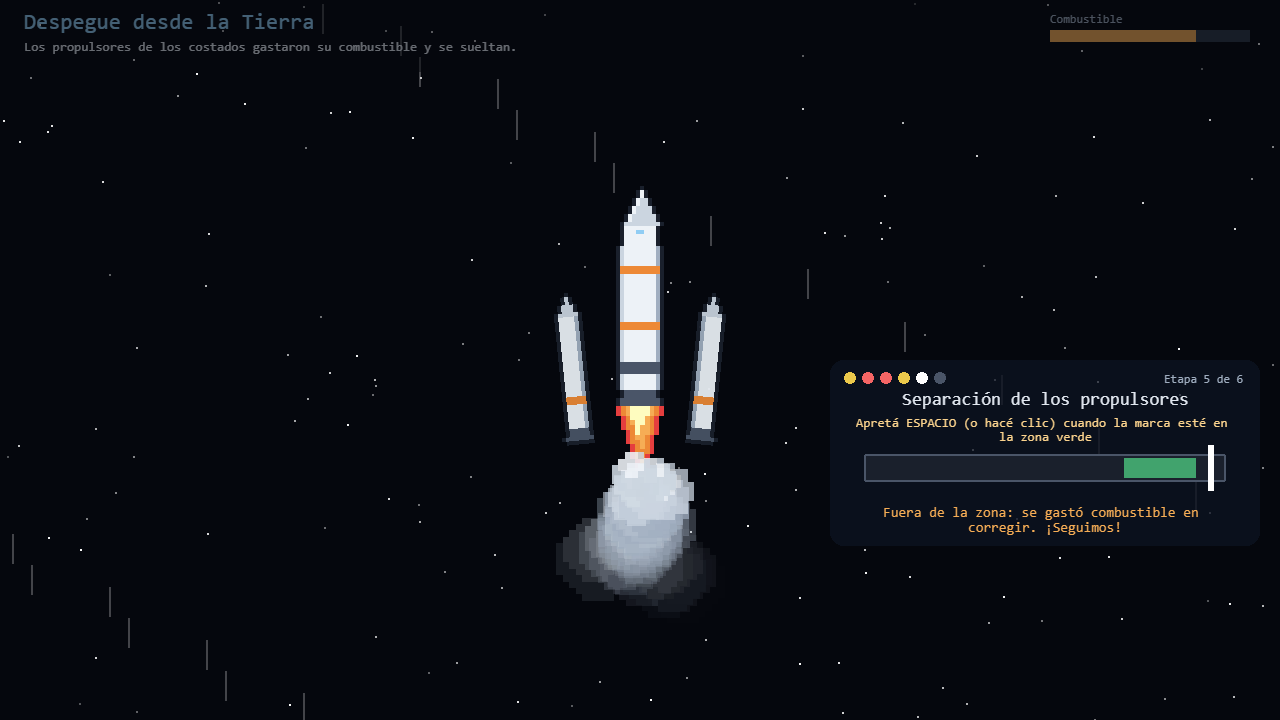 Despegue desde la Tierra
Los propulsores de los costados gastaron su combustible y se sueltan.
Combustible
Etapa 5 de 6
Separación de los propulsores
Apretá ESPACIO (o hacé clic) cuando la marca esté en
la zona verde
Fuera de la zona: se gastó combustible en
corregir. ¡Seguimos!